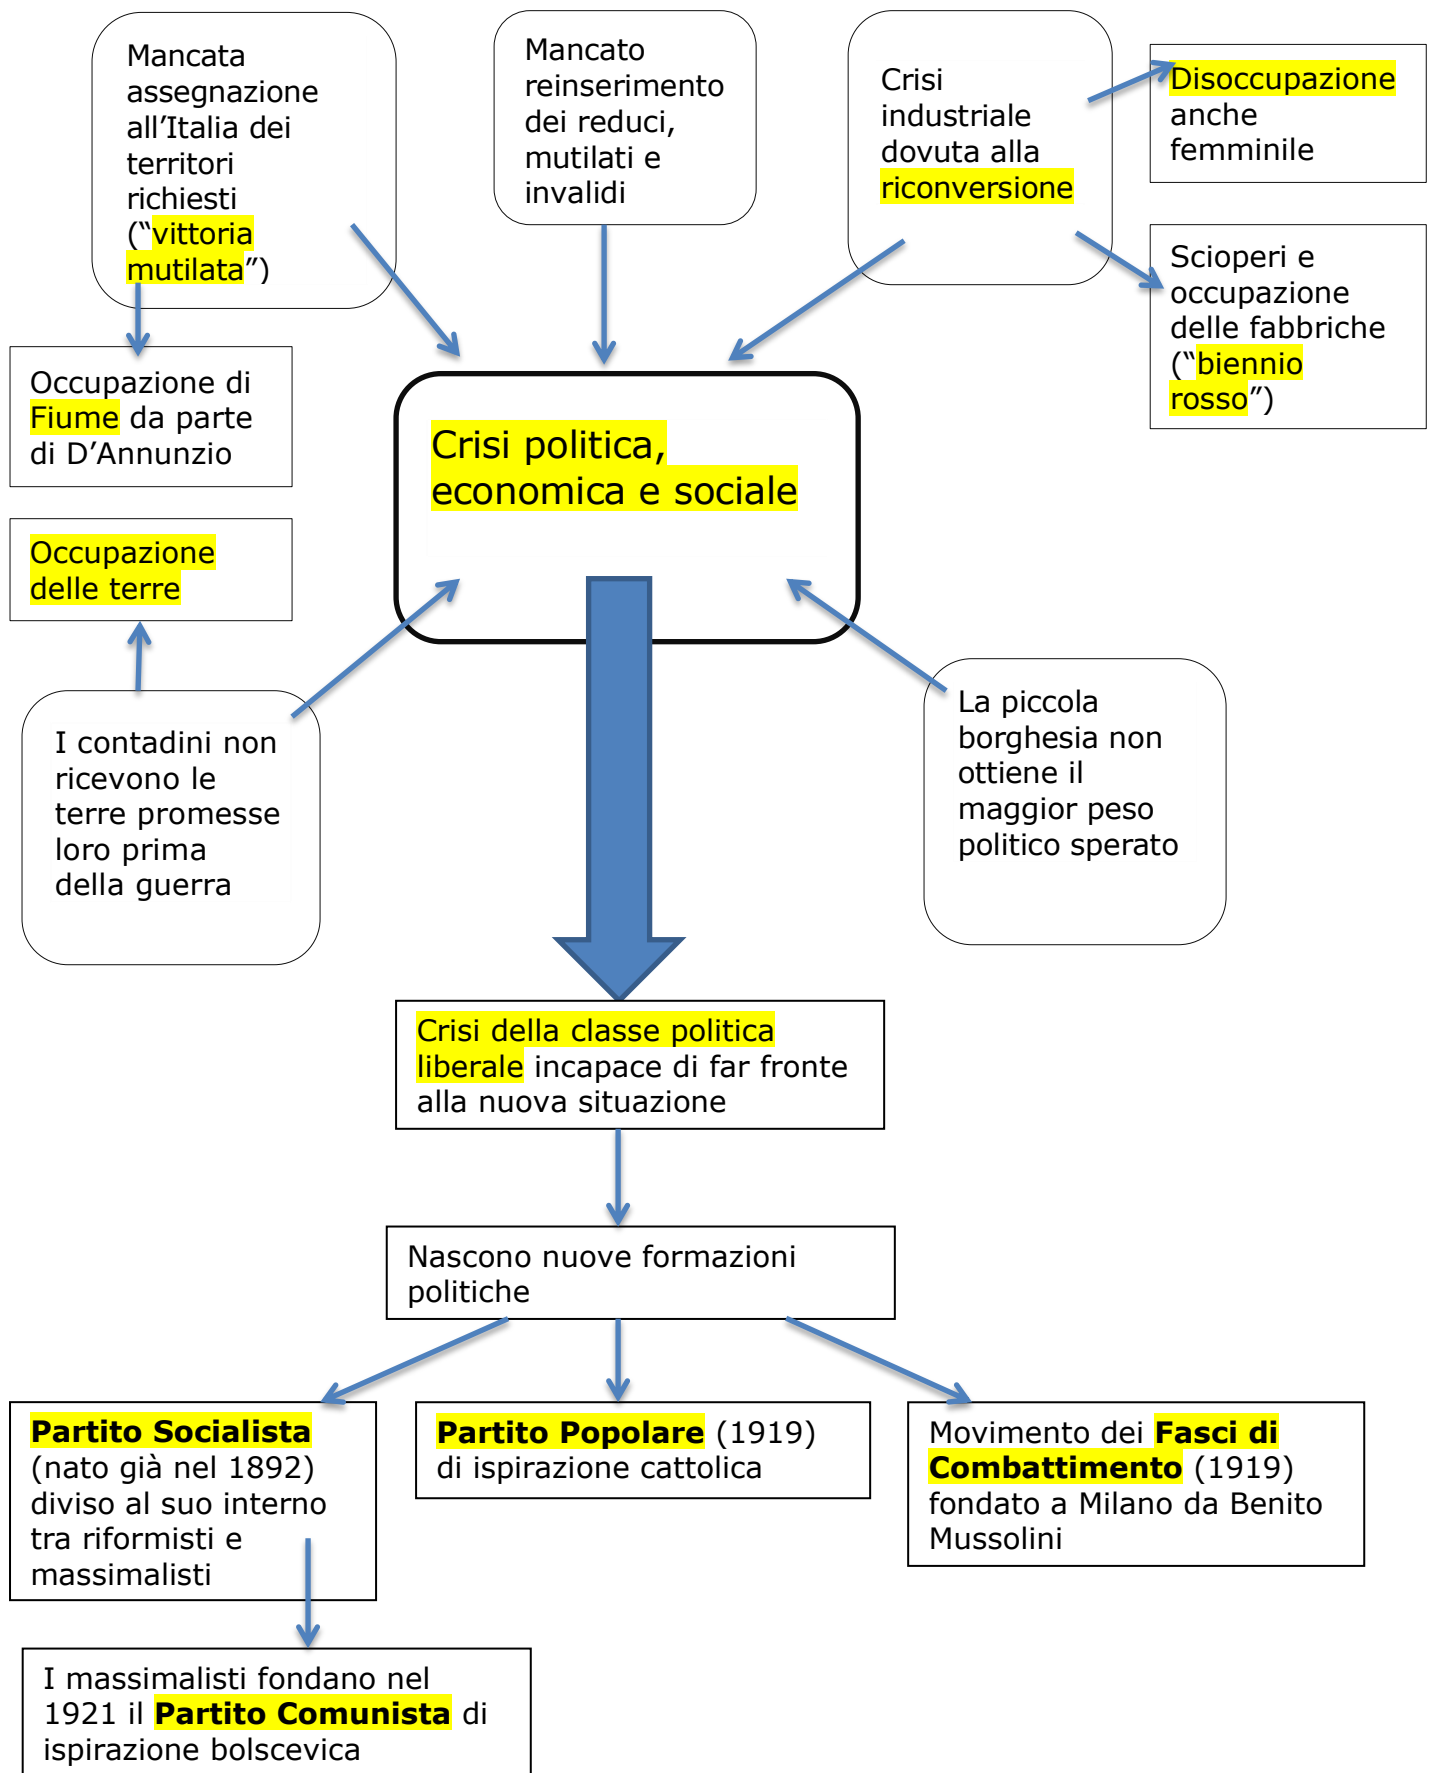 Mancata
assegnazione
all’Italia dei
territori
richiesti
(“vittoria
mutilata”)
Mancato
reinserimento
dei reduci,
mutilati e
invalidi
Crisi
industriale
dovuta alla
riconversione
Disoccupazione
anche
femminile
Scioperi e
occupazione
delle fabbriche
(“biennio
rosso”)
Occupazione di
Fiume da parte
di D’Annunzio
Crisi politica,
economica e sociale
Occupazione
delle terre
I contadini non
ricevono le
terre promesse
loro prima
della guerra
La piccola
borghesia non
ottiene il
maggior peso
politico sperato
Crisi della classe politica
liberale incapace di far fronte
alla nuova situazione
Nascono nuove formazioni
politiche
Partito Socialista
(nato già nel 1892)
diviso al suo interno
tra riformisti e
massimalisti
Partito Popolare (1919)
di ispirazione cattolica
Movimento dei Fasci di
Combattimento (1919)
fondato a Milano da Benito
Mussolini
I massimalisti fondano nel
1921 il Partito Comunista di
ispirazione bolscevica